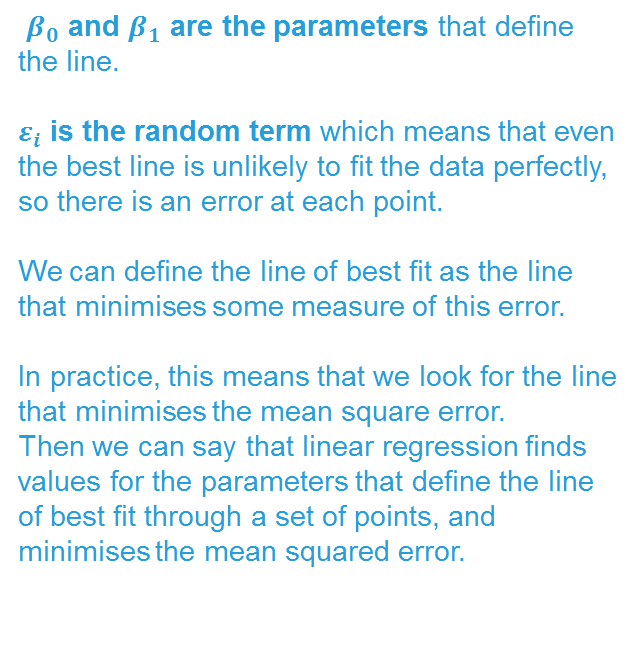 β₀ and β₁ are the parameters that define
the line.
εᵢ is the random term which means that even
the best line is unlikely to fit the data perfectly,
so there is an error at each point.
We can define the line of best fit as the line
that minimises some measure of this error.
In practice, this means that we look for the line
that minimises the mean square error.
Then we can say that linear regression finds
values for the parameters that define the line
of best fit through a set of points, and
minimises the mean squared error.